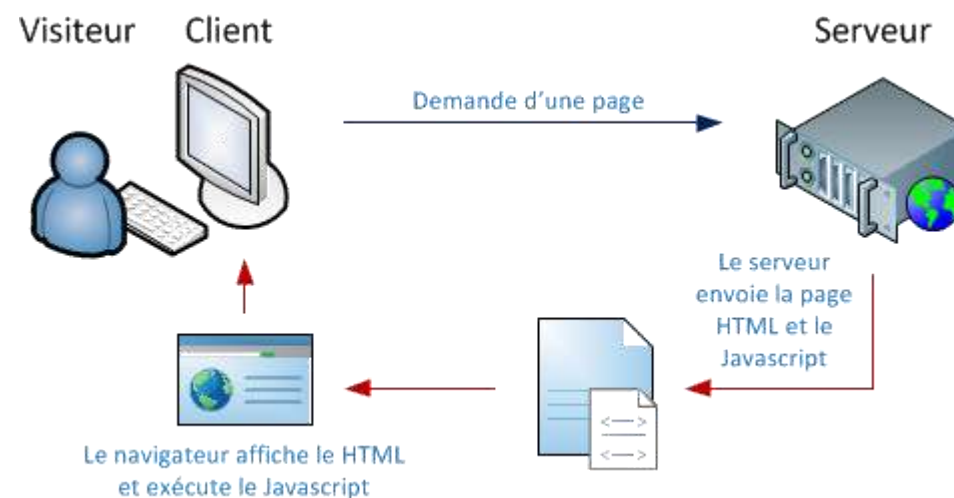 Visiteur
Client
Serveur
Demande d'une page
Le serveur
envoie la page
HTML et le
Javascript
<--->
<--->
Le navigateur affiche le HTML
et exécute le Javascript